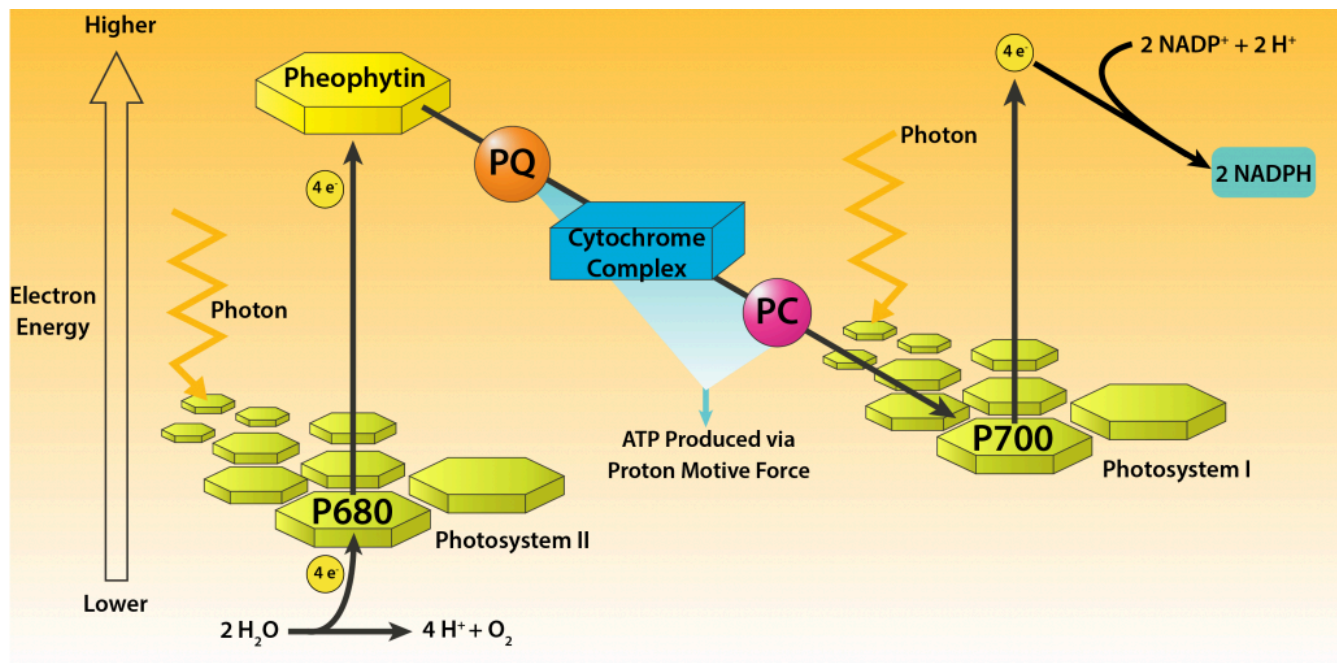 Higher
Electron
Energy
Lower
Photon
Pheophytin
4 e⁻
P680
Photosystem II
4 e⁻
2 H₂O
4 H⁺ + O₂
PQ
Cytochrome
Complex
PC
ATP Produced via
Proton Motive Force
Photon
P700
Photosystem I
4 e⁻
2 NADP⁺ + 2 H⁺
2 NADPH